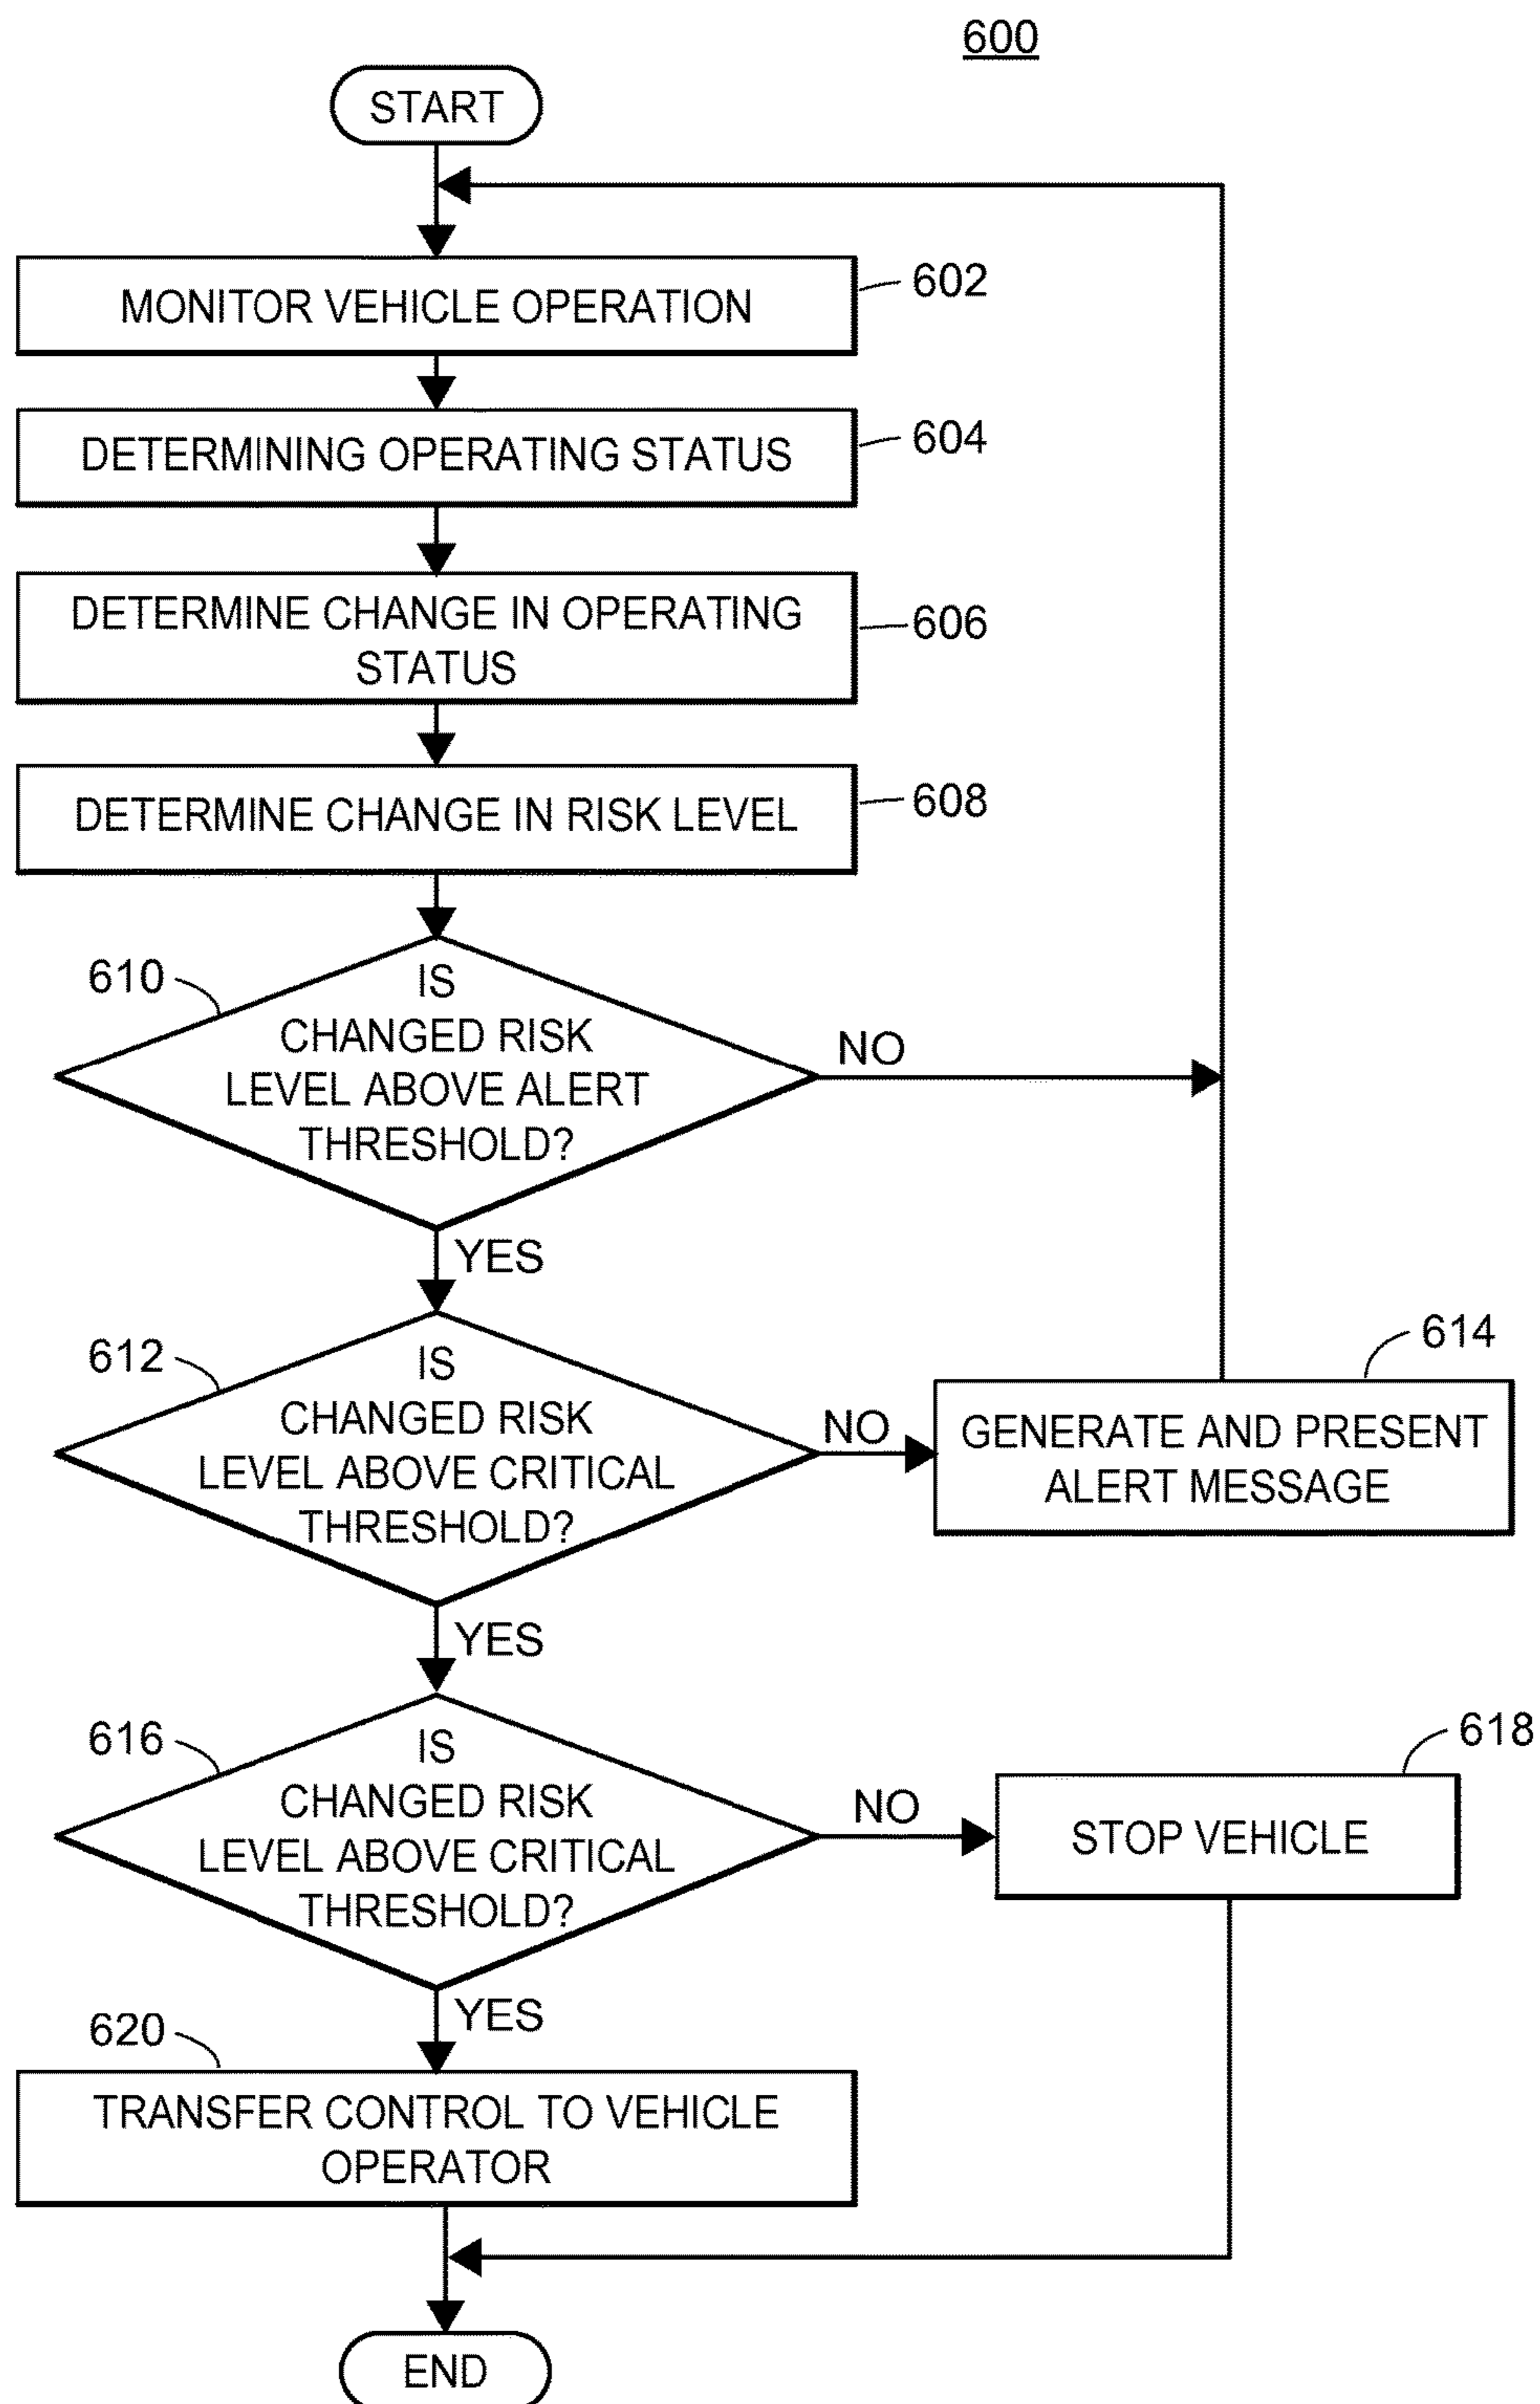 600
START
MONITOR VEHICLE OPERATION
602
DETERMINING OPERATING STATUS
604
DETERMINE CHANGE IN OPERATING
STATUS
606
DETERMINE CHANGE IN RISK LEVEL
608
610
IS
CHANGED RISK
LEVEL ABOVE ALERT
THRESHOLD?
NO
YES
612
IS
CHANGED RISK
LEVEL ABOVE CRITICAL
THRESHOLD?
NO
614
GENERATE AND PRESENT
ALERT MESSAGE
YES
616
IS
CHANGED RISK
LEVEL ABOVE CRITICAL
THRESHOLD?
NO
618
STOP VEHICLE
YES
620
TRANSFER CONTROL TO VEHICLE
OPERATOR
END